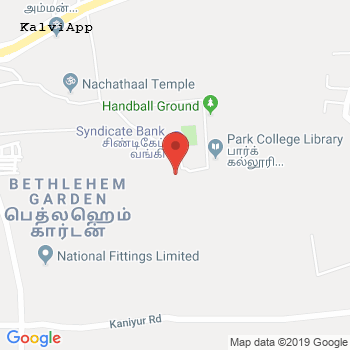 அம்மன்
KalviApp
Nachathaal Temple
Handball Ground
Syndicate Bank
சிண்டிகேட்
வங்கி
Park College Library
பார்க்
கல்லூரி...
BETHLEHEM
GARDEN
பெத்லஹெம்
கார்டன்
National Fittings Limited
Kaniyur Rd
Google
Map data ©2019 Google